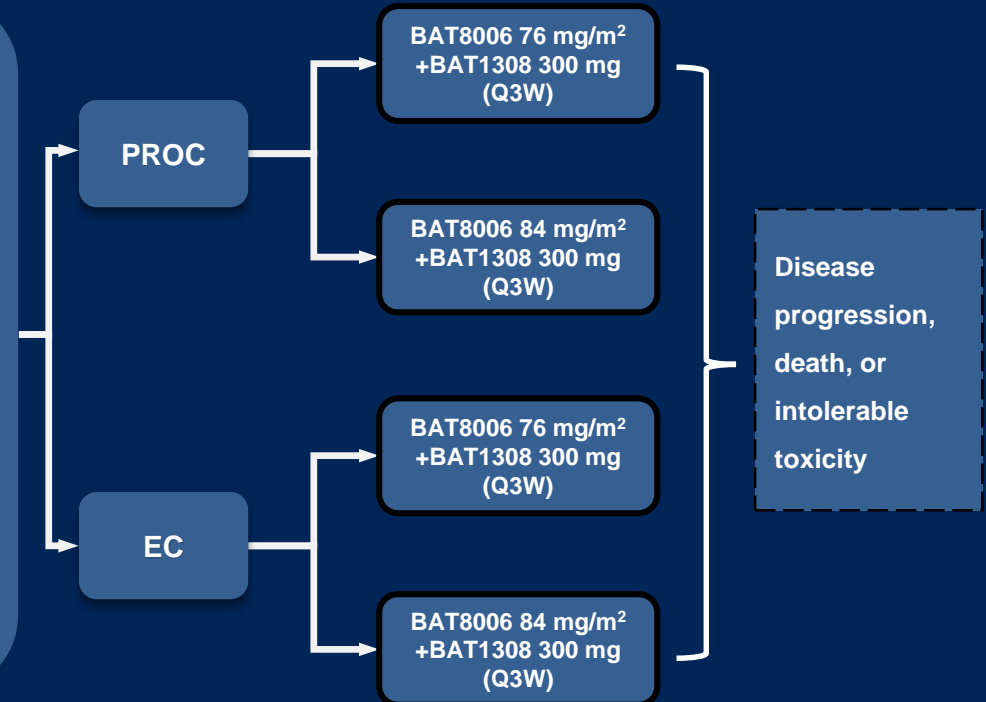 BAT8006 76 mg/m²
+BAT1308 300 mg
(Q3W)
PROC
BAT8006 84 mg/m²
+BAT1308 300 mg
(Q3W)
Disease
progression,
death, or
intolerable
toxicity
BAT8006 76 mg/m²
+BAT1308 300 mg
(Q3W)
EC
BAT8006 84 mg/m²
+BAT1308 300 mg
(Q3W)